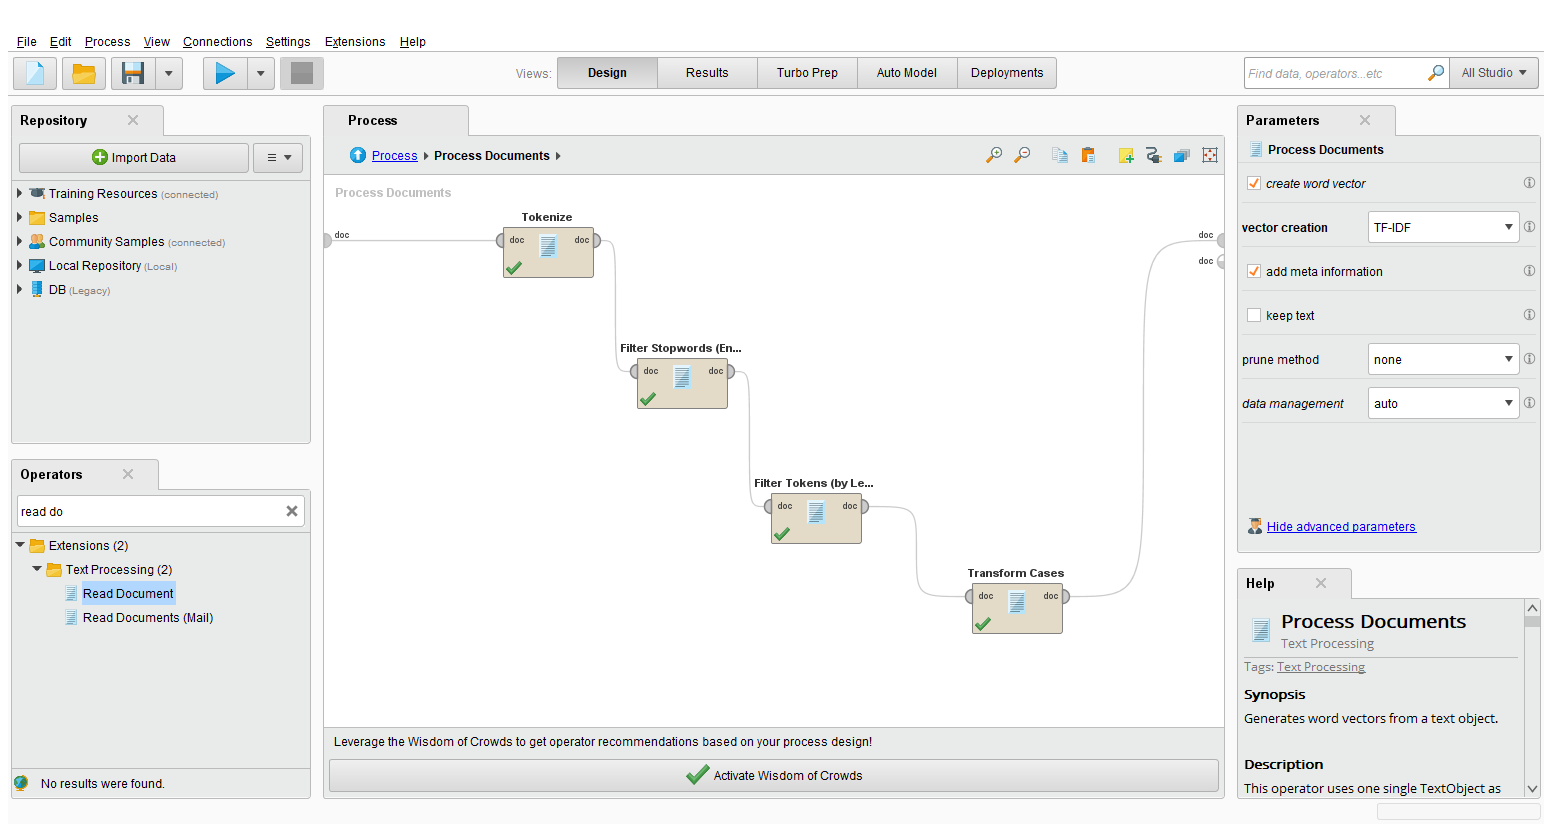 File Edit Process View Connections Settings Extensions Help
Views: Design Results Turbo Prep Auto Model Deployments
Find data, operators...etc All Studio
Repository
Import Data
Training Resources (connected)
Samples
Community Samples (connected)
Local Repository (Local)
DB (Legacy)
Operators
read do
Extensions (2)
Text Processing (2)
Read Document
Read Documents (Mail)
No results were found.
Process
Process Process Documents
Process Documents
doc
Tokenize
doc doc
Filter Stopwords (En...
doc doc
Filter Tokens (by Le...
doc doc
Transform Cases
doc doc
doc
doc
Leverage the Wisdom of Crowds to get operator recommendations based on your process design!
Activate Wisdom of Crowds
Parameters
Process Documents
create word vector
vector creation TF-IDF
add meta information
keep text
prune method none
data management auto
Hide advanced parameters
Help
Process Documents
Text Processing
Tags: Text Processing
Synopsis
Generates word vectors from a text object.
Description
This operator uses one single TextObject as